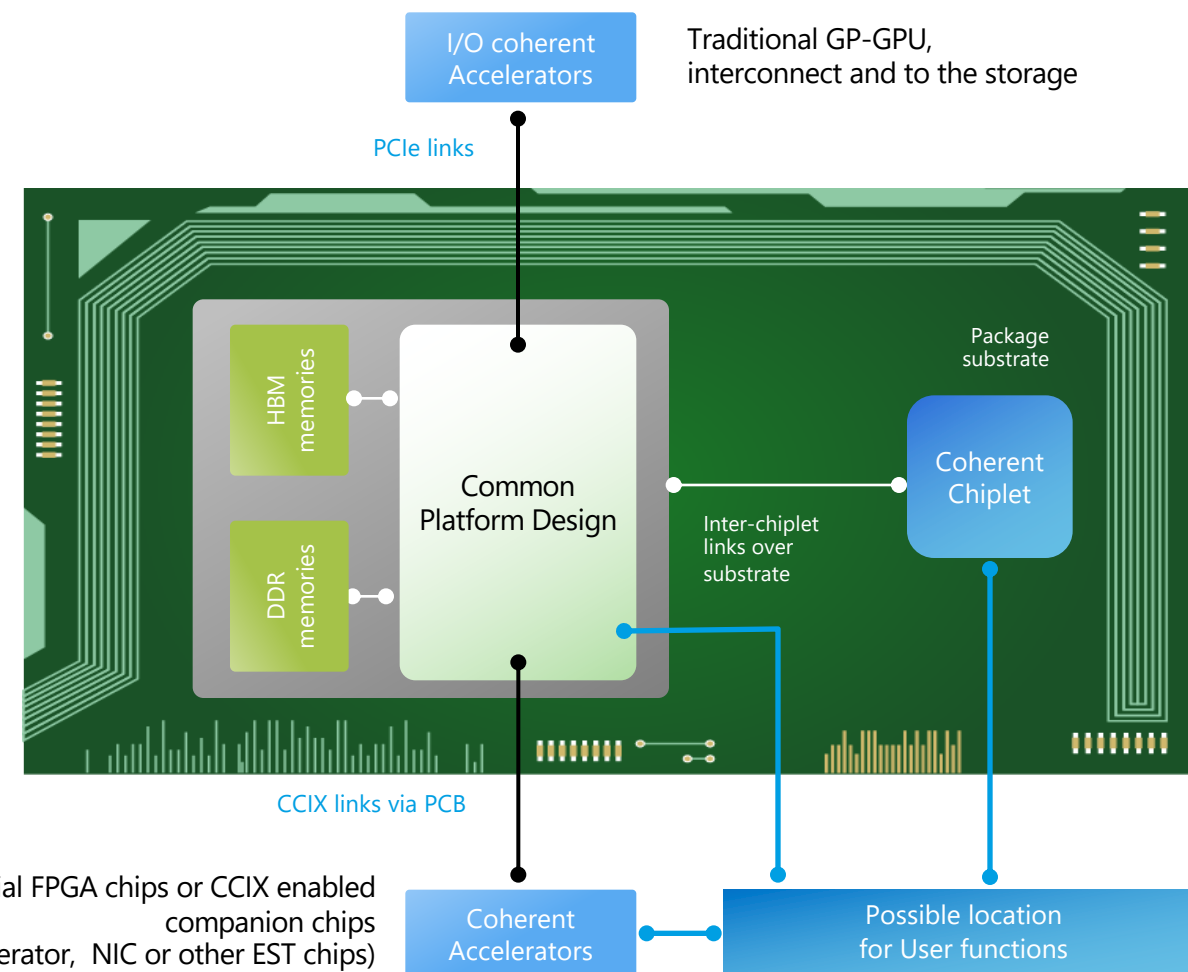 I/O coherent
Accelerators
Traditional GP-GPU,
interconnect and to the storage
PCIe links
HBM
memories
DDR
memories
Common
Platform Design
Package
substrate
Coherent
Chiplet
Inter-chiplet
links over
substrate
CCIX links via PCB
FPGA chips or CCIX enabled
companion chips
NIC or other EST chips)
Coherent
Accelerators
Possible location
for User functions